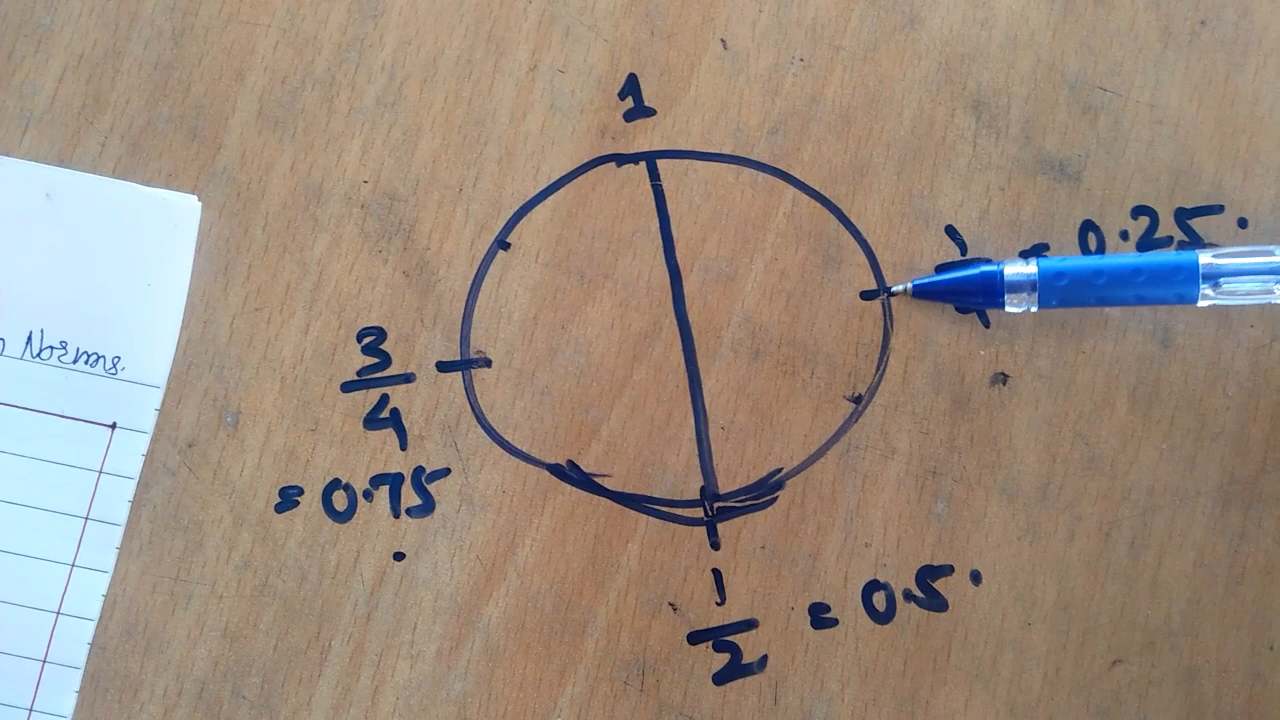 1
= 0.25.
3/4
= 0.75
1/2 = 0.5.
Norms.